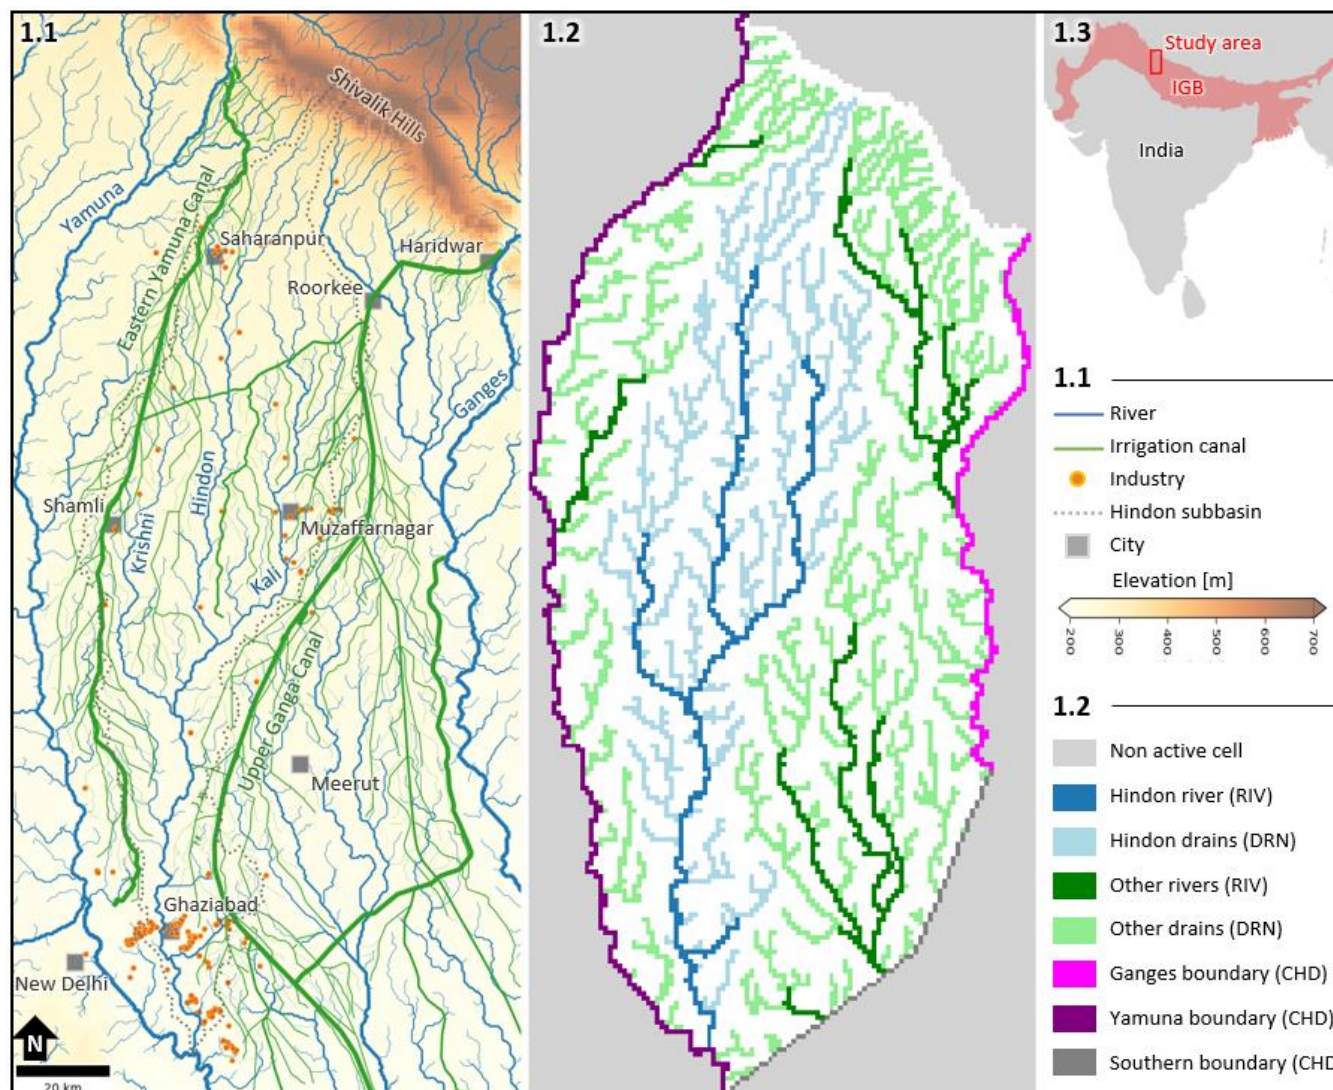 1.1
Shivalik Hills
Yamuna
Eastern Yamuna Canal
Saharanpur
Haridwar
Roorkee
Ganges
Hindon
Shamli
Krishni
Muzaffarnagar
Kali
Upper Ganga Canal
Meerut
Ghaziabad
New Delhi
N
20 km
1.2
1.3
Study area
IGB
India
1.1
River
Irrigation canal
Industry
Hindon subbasin
City
Elevation [m]
200 300 400 500 600 700
1.2
Non active cell
Hindon river (RIV)
Hindon drains (DRN)
Other rivers (RIV)
Other drains (DRN)
Ganges boundary (CHD)
Yamuna boundary (CHD)
Southern boundary (CHD